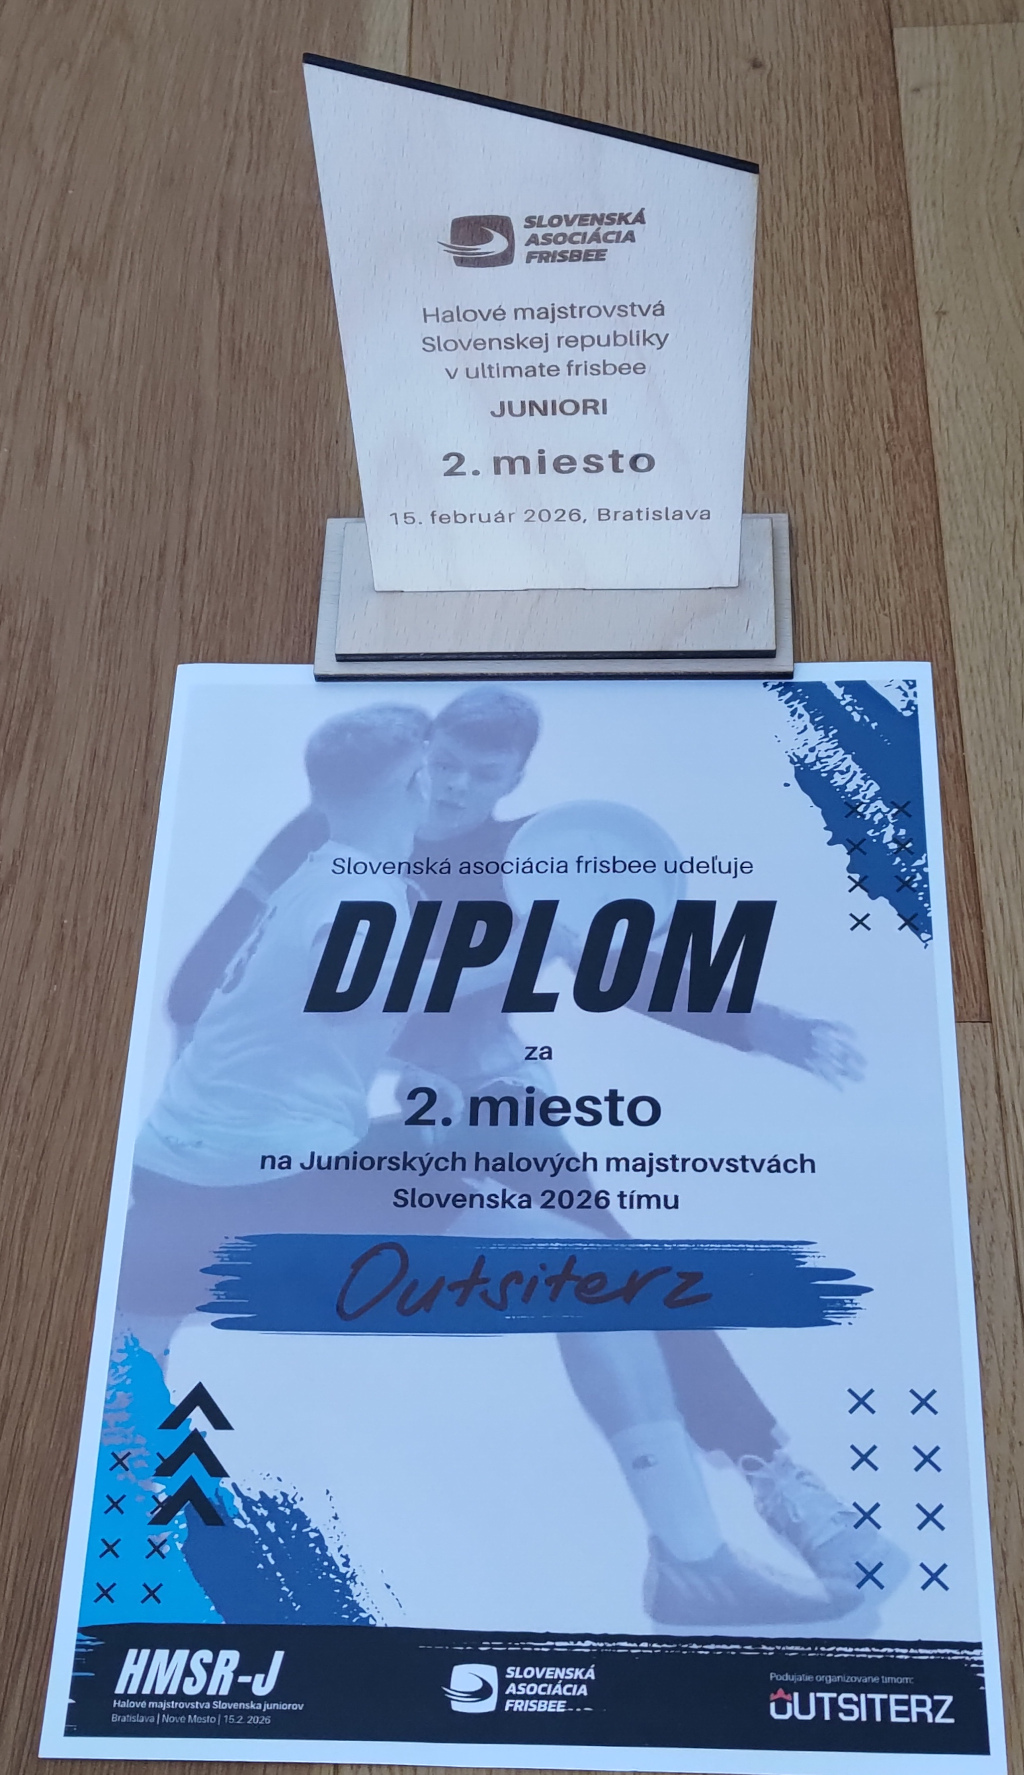 SLOVENSKÁ
ASOCIÁCIA
FRISBEE
Halové majstrovstvá
Slovenskej republiky
v ultimate frisbee
JUNIORI
2. miesto
15. február 2026, Bratislava
Slovenská asociácia frisbee udeľuje
DIPLOM
za
2. miesto
na Juniorských halových majstrovstvách
Slovenska 2026 tímu
Outsiterz
HMSR-J
Halové majstrovstva Slovenska juniorov
Bratislava | Nové Mesto | 15.2. 2026
SLOVENSKÁ
ASOCIÁCIA
FRISBEE
Podujatie organizovane timom:
OUTSITERZ